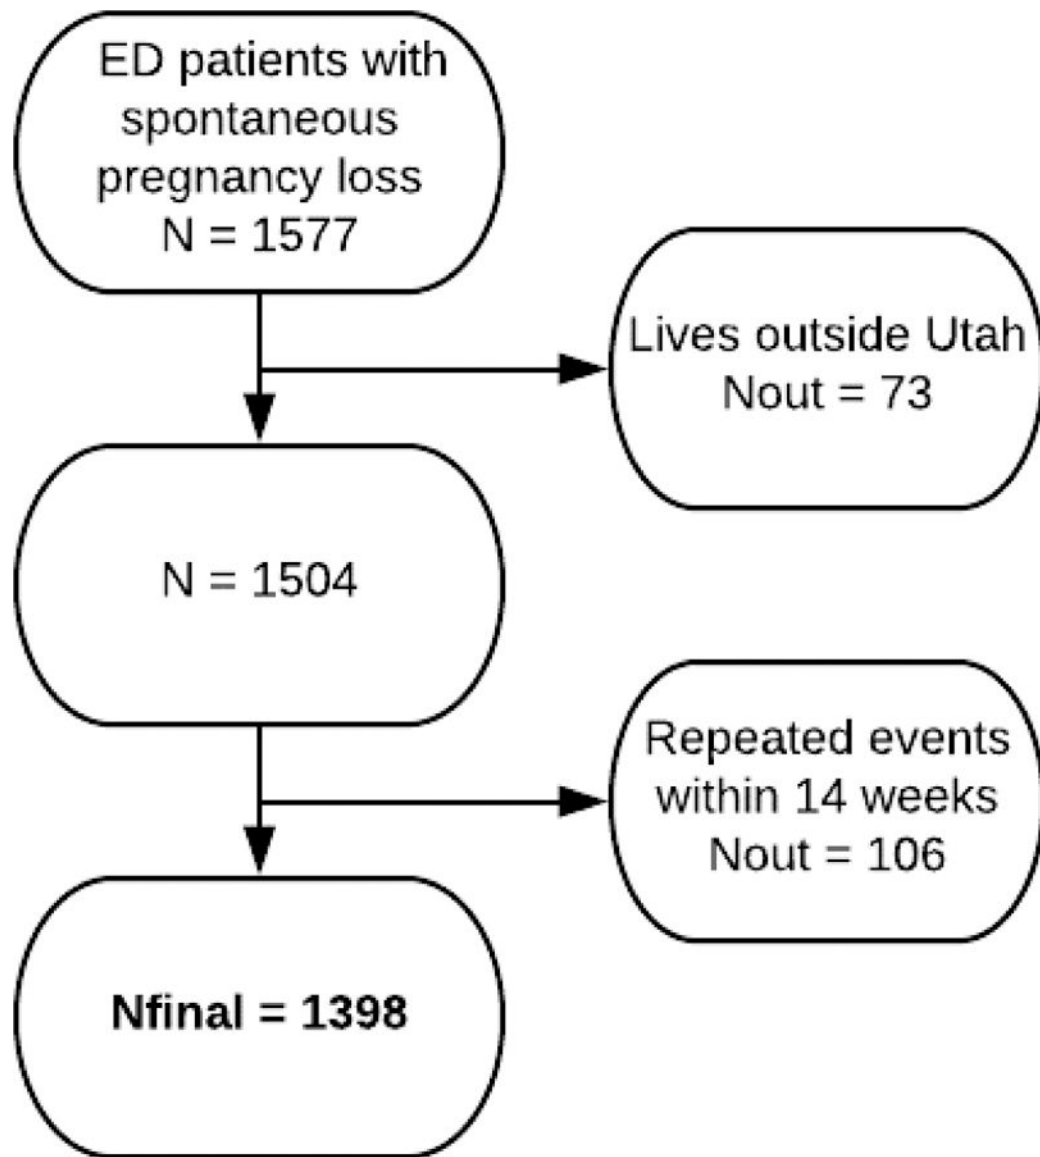 ED patients with
spontaneous
pregnancy loss
N = 1577
Lives outside Utah
Nout = 73
N = 1504
Repeated events
within 14 weeks
Nout = 106
Nfinal = 1398